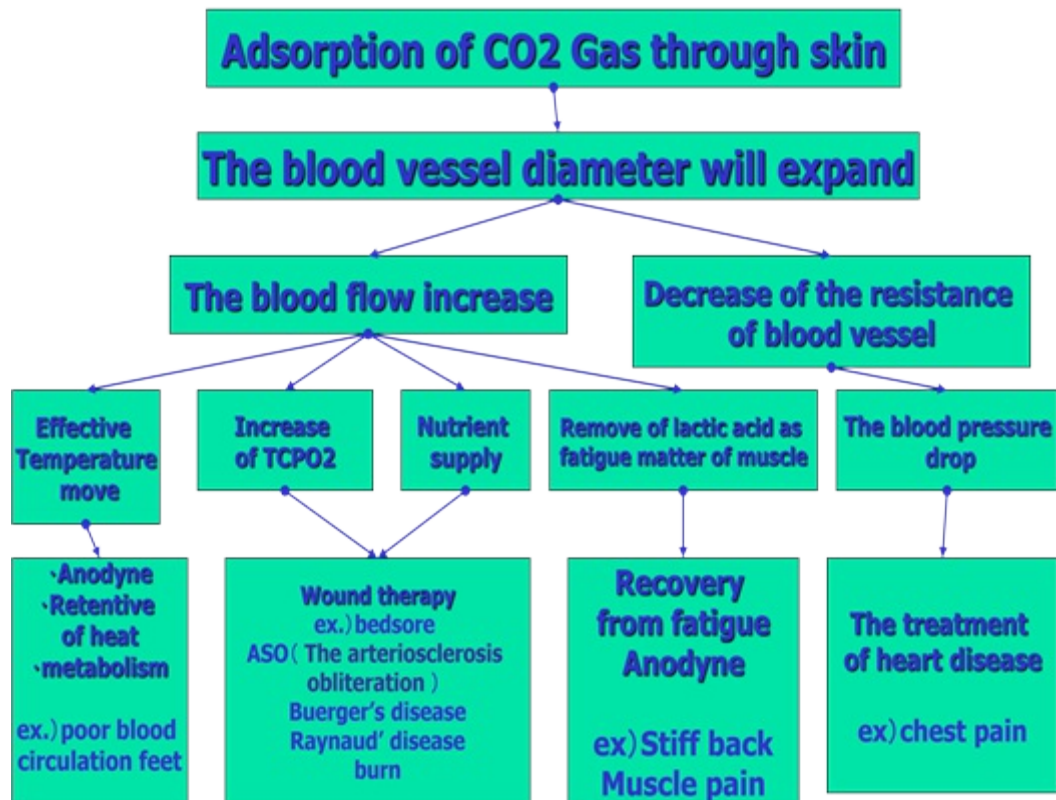 Adsorption of CO2 Gas through skin
The blood vessel diameter will expand
The blood flow increase
Decrease of the resistance
of blood vessel
Effective
Temperature
move
Increase
of TCPO2
Nutrient
supply
Remove of lactic acid as
fatigue matter of muscle
The blood pressure
drop
･Anodyne
･Retentive
of heat
･metabolism
ex.)poor blood
circulation feet
Wound therapy
ex.)bedsore
ASO( The arteriosclerosis
obliteration )
Buerger's disease
Raynaud' disease
burn
Recovery
from fatigue
Anodyne
ex)Stiff back
Muscle pain
The treatment
of heart disease
ex)chest pain